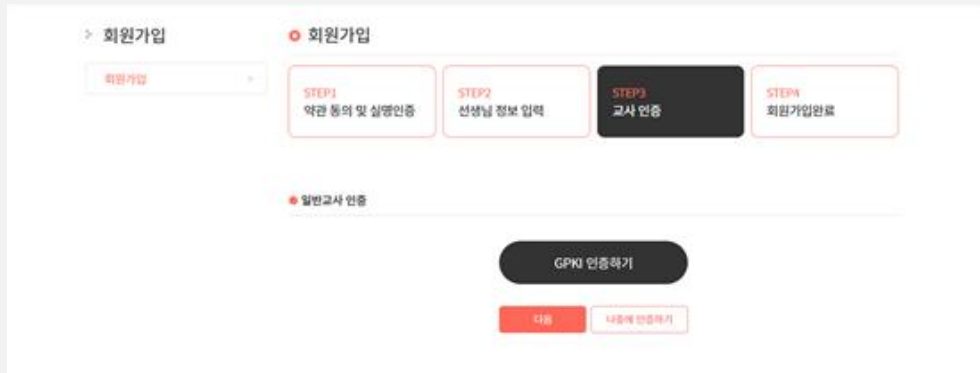 회원가입
회원가입
회원가입
STEP1
약관 동의 및 실명인증
STEP2
선생님 정보 입력
STEP3
교사 인증
STEP4
회원가입완료
일반교사 인증
GPKI 인증하기
다음
나중에 인증하기